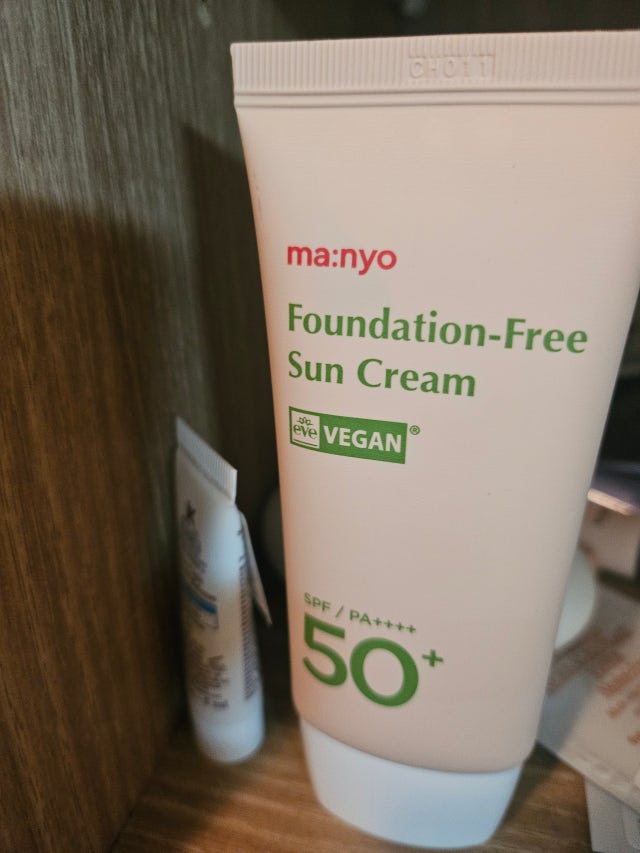 CH011
ma:nyo
Foundation-Free
Sun Cream
eve VEGAN®
SPF / PA++++
50+